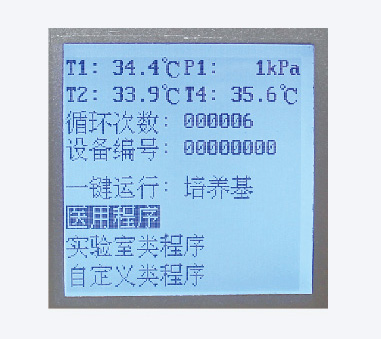 T1: 34.4℃ P1: 1kPa
T2: 33.9℃ T4: 35.6℃
循环次数: 000006
设备编号: 00000000
一键运行: 培养基
医用程序
实验室类程序
自定义类程序